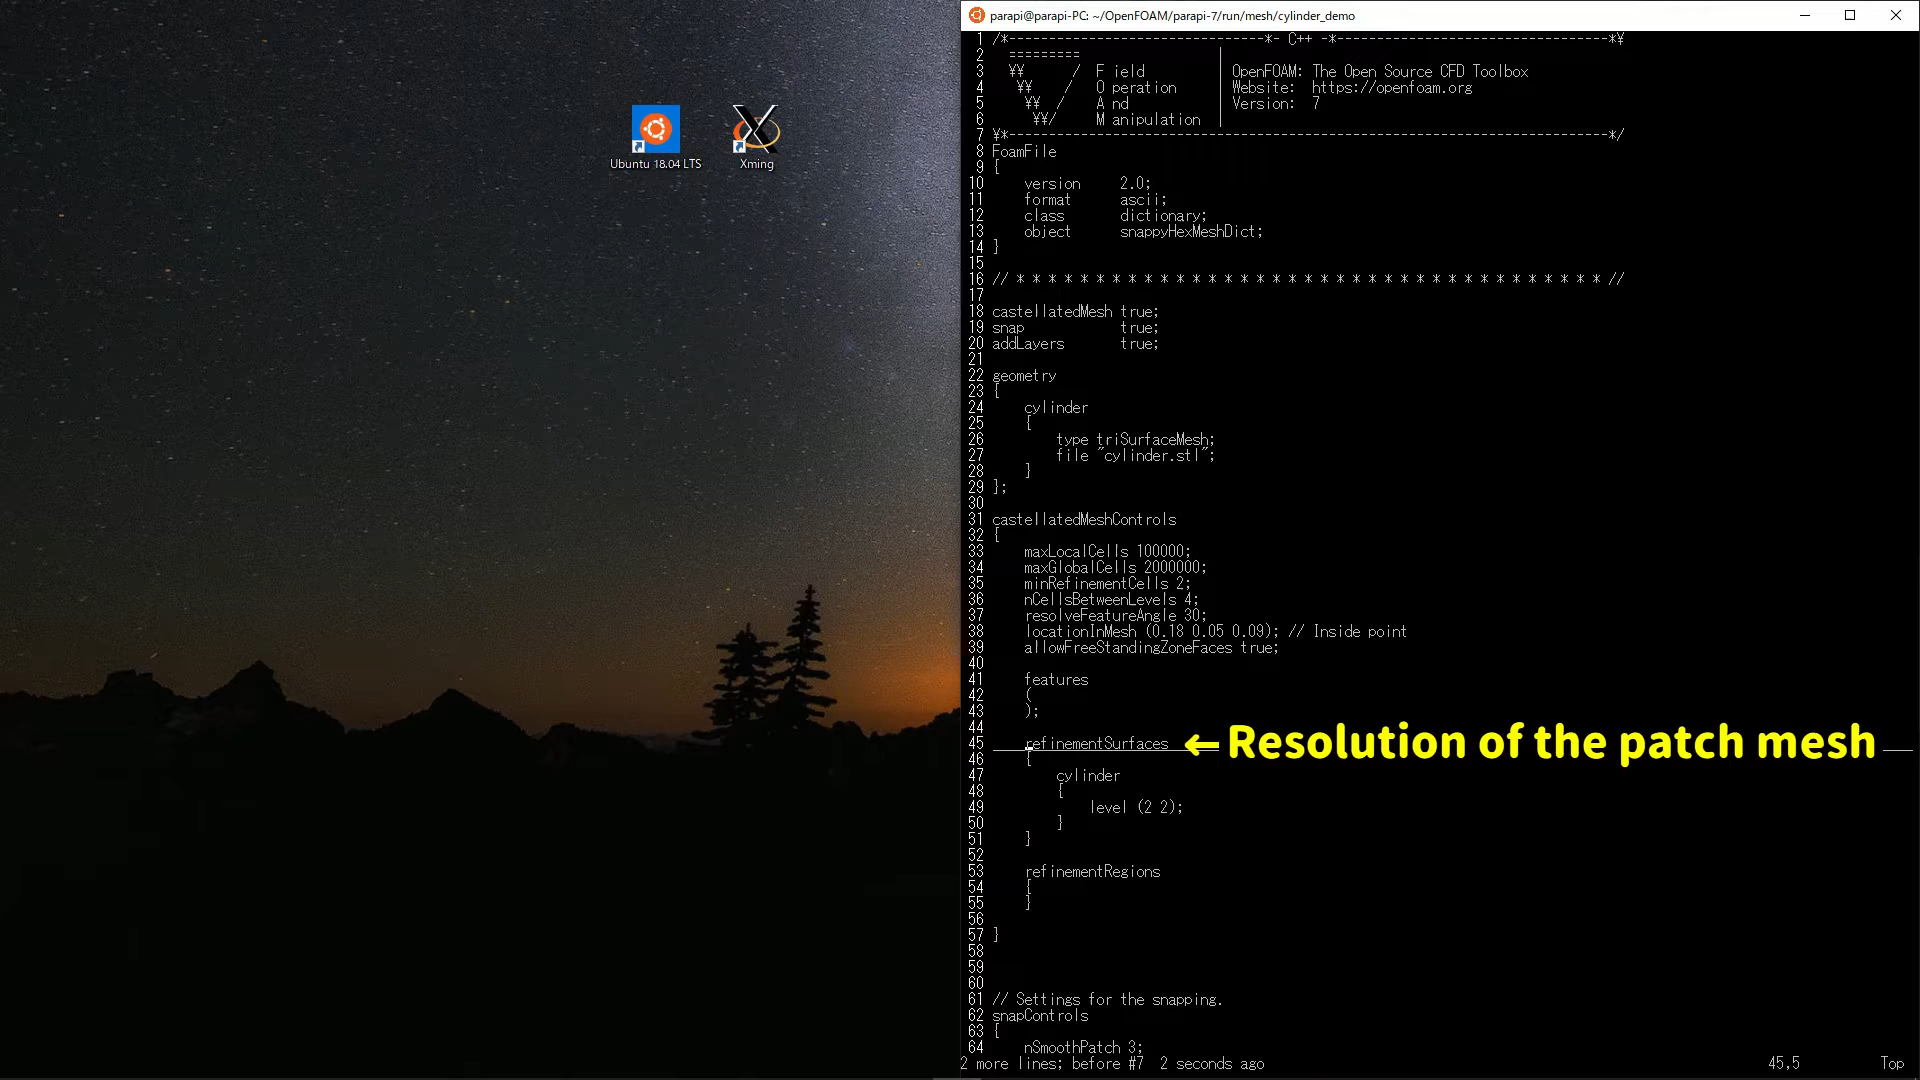 Ubuntu 18.04 LTS
Xming
parapi@parapi-PC: ~/OpenFOAM/parapi-7/run/mesh/cylinder_demo
1 /*--------------------------------*- C++ -*----------------------------------*¥
2   =========                 |
3   ¥¥      /  F ield         | OpenFOAM: The Open Source CFD Toolbox
4    ¥¥    /   O peration     | Website:  https://openfoam.org
5     ¥¥  /    A nd           | Version:  7
6      ¥¥/     M anipulation  |
7 ¥*---------------------------------------------------------------------------*/
8 FoamFile
9 {
10     version     2.0;
11     format      ascii;
12     class       dictionary;
13     object      snappyHexMeshDict;
14 }
15
16 // * * * * * * * * * * * * * * * * * * * * * * * * * * * * * * * * * * * * * //
17
18 castellatedMesh true;
19 snap            true;
20 addLayers       true;
21
22 geometry
23 {
24     cylinder
25     {
26         type triSurfaceMesh;
27         file "cylinder.stl";
28     }
29 };
30
31 castellatedMeshControls
32 {
33     maxLocalCells 100000;
34     maxGlobalCells 2000000;
35     minRefinementCells 2;
36     nCellsBetweenLevels 4;
37     resolveFeatureAngle 30;
38     locationInMesh (0.18 0.05 0.09); // Inside point
39     allowFreeStandingZoneFaces true;
40
41     features
42     (
43     );
44
45     refinementSurfaces ←Resolution of the patch mesh
46     {
47         cylinder
48         {
49             level (2 2);
50         }
51     }
52
53     refinementRegions
54     {
55     }
56
57 }
58
59
60
61 // Settings for the snapping.
62 snapControls
63 {
64     nSmoothPatch 3;
2 more lines; before #7  2 seconds ago 45,5 Top